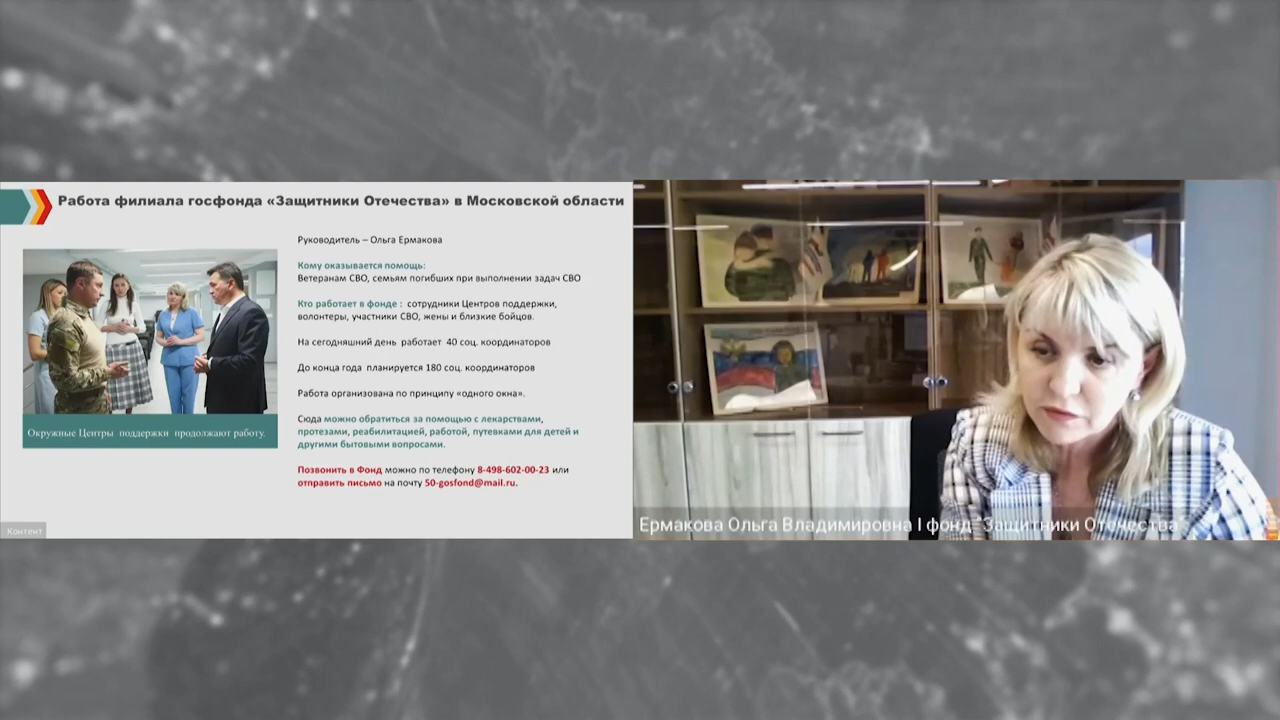 Работа филиала госфонда «Защитники Отечества» в Московской области
Руководитель – Ольга Ермакова
Кому оказывается помощь:
Ветеранам СВО, семьям погибших при выполнении задач СВО
Кто работает в фонде : сотрудники Центров поддержки,
волонтеры, участники СВО, жены и близкие бойцов.
На сегодняшний день работает 40 соц. координаторов
До конца года планируется 180 соц. координаторов
Работа организована по принципу «одного окна».
Сюда можно обратиться за помощью с лекарствами,
протезами, реабилитацией, работой, путевками для детей и
другими бытовыми вопросами.
Позвонить в Фонд можно по телефону 8-498-602-00-23 или
отправить письмо на почту 50-gosfond@mail.ru.
Окружные Центры поддержки продолжают работу.
Контент
Ермакова Ольга Владимировна I фонд "Защитники Отечества"